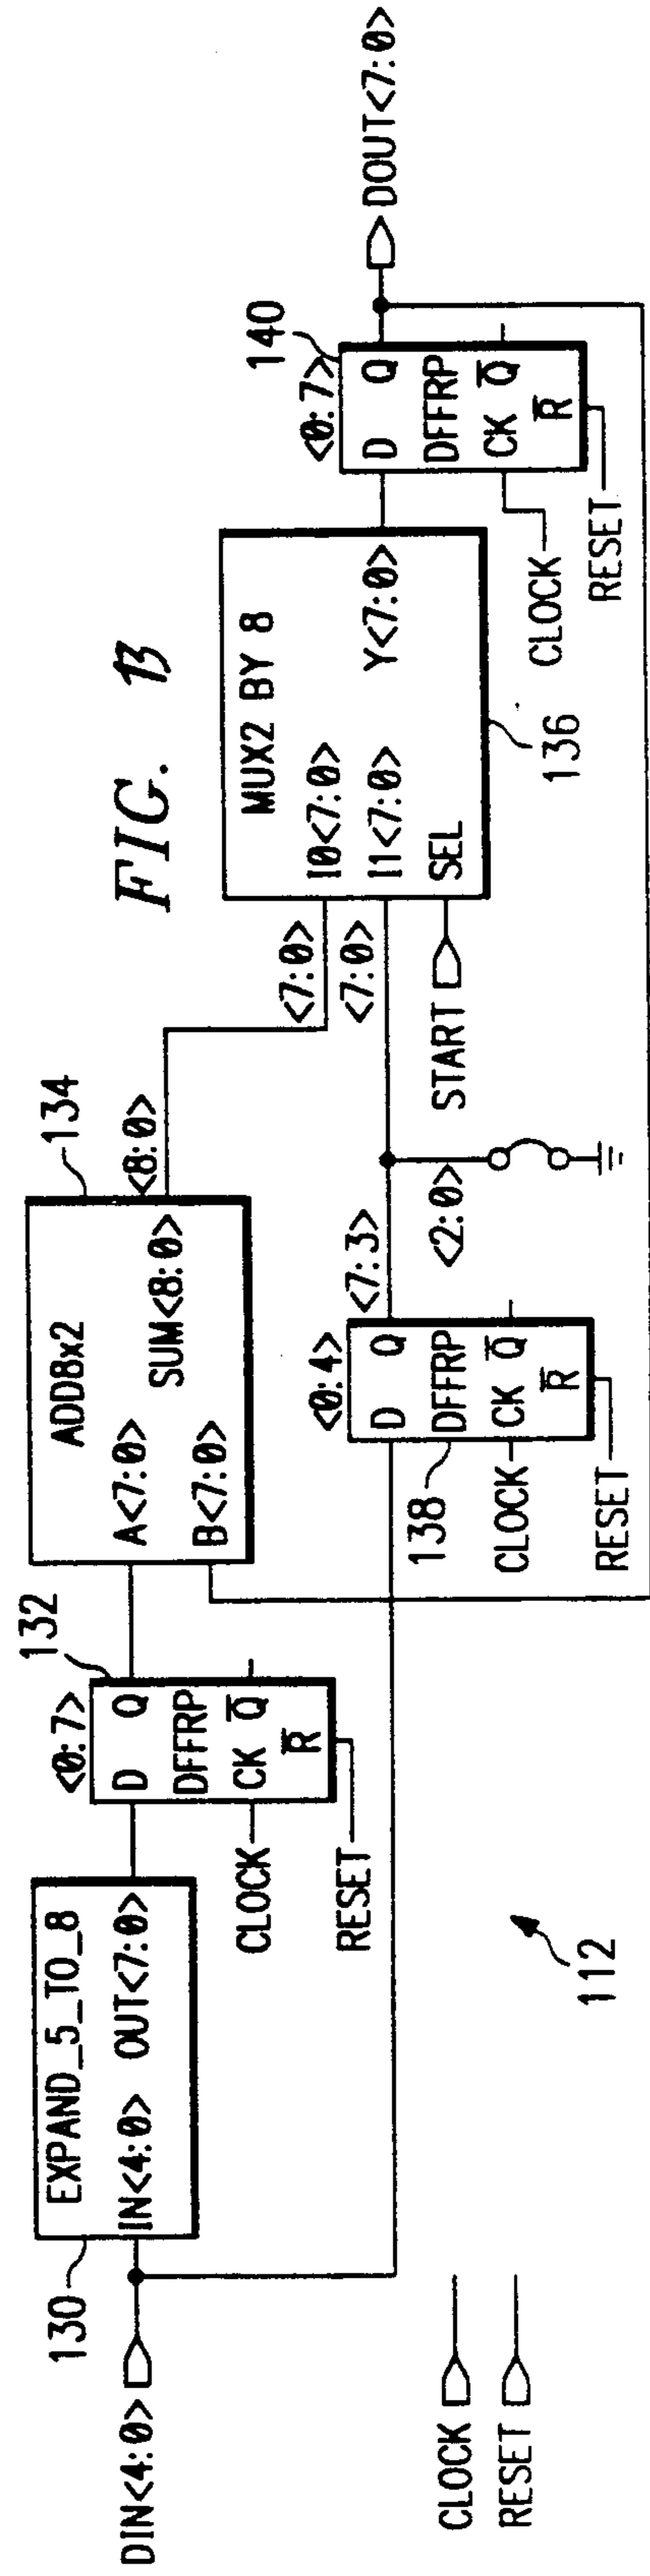 FIG. 13
DIN<4:0>
130
EXPAND_5_TO_8
IN<4:0> OUT<7:0>
132
<0:7>
D Q
DFFRP
CK Q
R
CLOCK
RESET
134
ADD8x2
A<7:0>
SUM<8:0>
B<7:0>
<8:0>
138
<0:4>
D Q
DFFRP
CK Q
R
CLOCK
RESET
<7:3>
<2:0>
<7:0>
<7:0>
START
MUX2 BY 8
I0<7:0>
I1<7:0>
Y<7:0>
SEL
136
140
<0:7>
D Q
DFFRP
CK Q
R
CLOCK
RESET
DOUT<7:0>
CLOCK
RESET
112